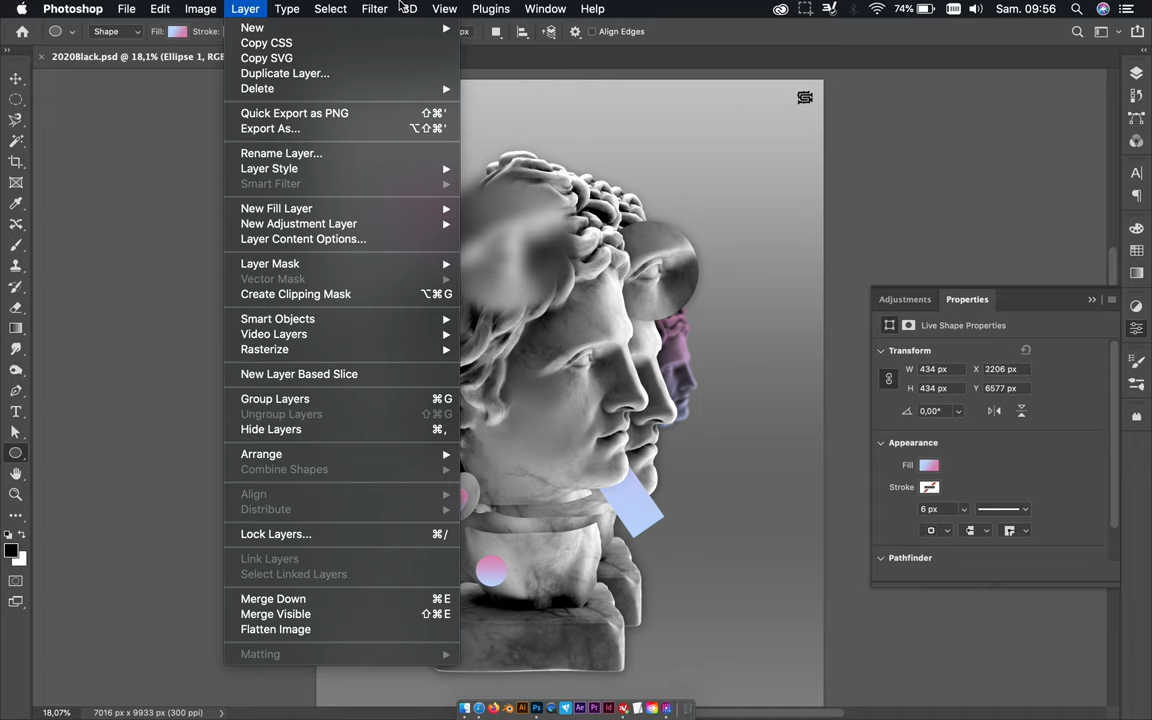 Photoshop File Edit Image Layer Type Select Filter 3D View Plugins Window Help 74% Sam. 09:56
Shape Fill: Stroke: px Align Edges
2020Black.psd @ 18,1% (Ellipse 1, RGB
New
Copy CSS
Copy SVG
Duplicate Layer...
Delete
Quick Export as PNG ⇧⌘'
Export As... ⌥⇧⌘'
Rename Layer...
Layer Style
Smart Filter
New Fill Layer
New Adjustment Layer
Layer Content Options...
Layer Mask
Vector Mask
Create Clipping Mask ⌥⌘G
Smart Objects
Video Layers
Rasterize
New Layer Based Slice
Group Layers ⌘G
Ungroup Layers ⇧⌘G
Hide Layers ⌘,
Arrange
Combine Shapes
Align
Distribute
Lock Layers... ⌘/
Link Layers
Select Linked Layers
Merge Down ⌘E
Merge Visible ⇧⌘E
Flatten Image
Matting
Adjustments Properties
Live Shape Properties
Transform
W 434 px X 2206 px
H 434 px Y 6577 px
0,00°
Appearance
Fill
Stroke
6 px
Pathfinder
18,07% 7016 px x 9933 px (300 ppi)